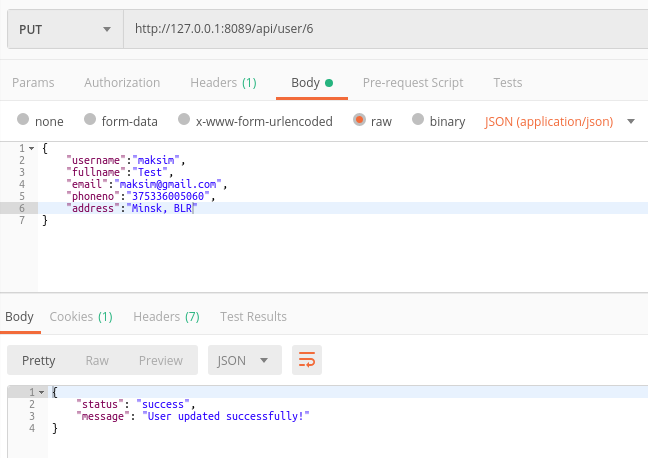 PUT http://127.0.0.1:8089/api/user/6
Params Authorization Headers (1) Body Pre-request Script Tests
none form-data x-www-form-urlencoded raw binary JSON (application/json)
1 {
2 "username":"maksim",
3 "fullname":"Test",
4 "email":"maksim@gmail.com",
5 "phoneno":"375336005060",
6 "address":"Minsk, BLR"
7 }
Body Cookies (1) Headers (7) Test Results
Pretty Raw Preview JSON
1 {
2 "status": "success",
3 "message": "User updated successfully!"
4 }